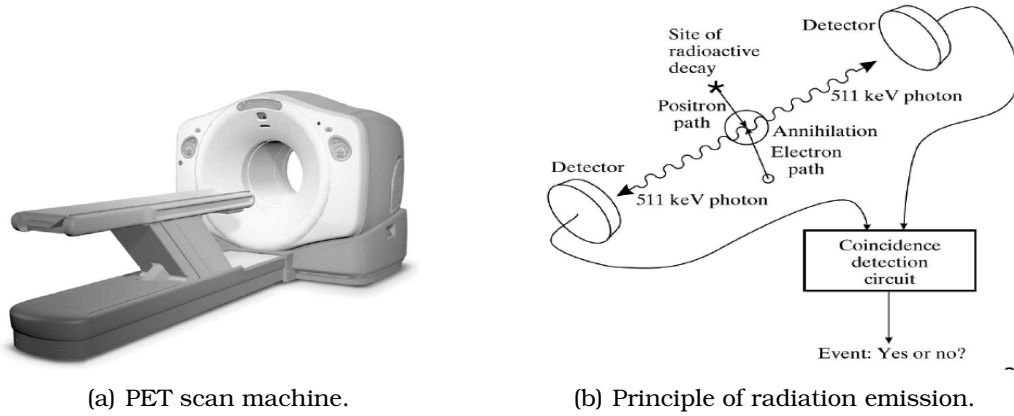 Site of
radioactive
decay
Detector
511 keV photon
Positron
path
Annihilation
Electron
path
Detector
511 keV photon
Coincidence
detection
circuit
Event: Yes or no?
(a) PET scan machine.
(b) Principle of radiation emission.